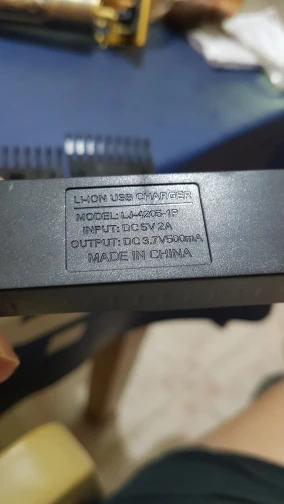 LI-ION USB CHARGER
MODEL: LJ-4205-1P
INPUT: DC 5V 2A
OUTPUT: DC 3.7V500mA
MADE IN CHINA